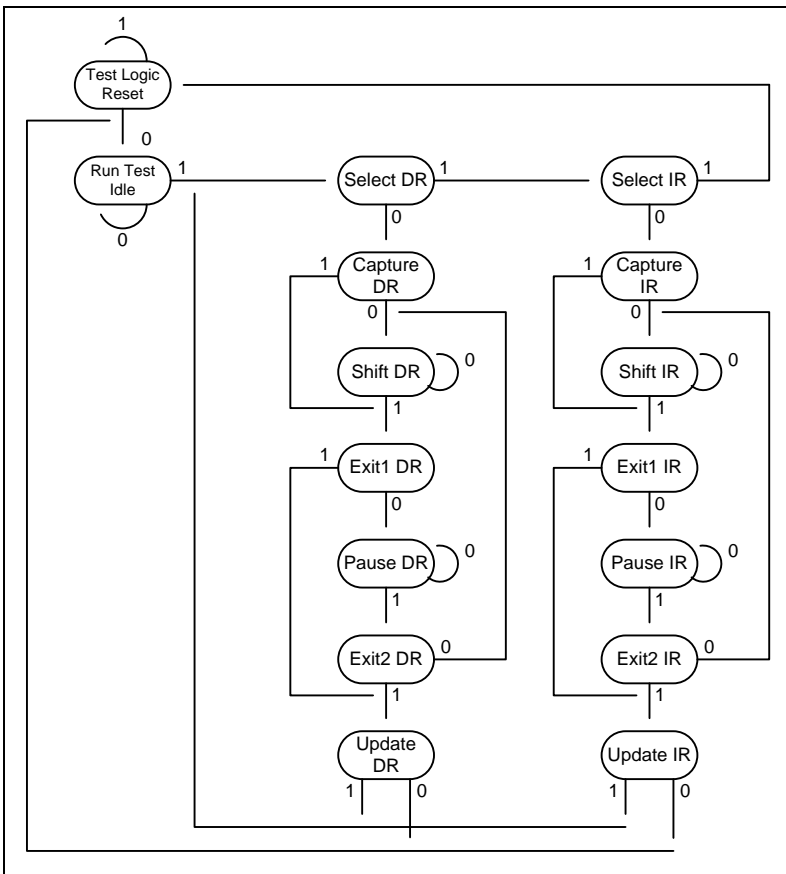 1
Test Logic
Reset
0
Run Test
Idle
1
0
Select DR
1
0
Select IR
1
0
1
Capture
DR
0
1
Capture
IR
0
Shift DR
0
1
Shift IR
0
1
1
Exit1 DR
0
1
Exit1 IR
0
Pause DR
0
1
Pause IR
0
1
Exit2 DR
0
1
Exit2 IR
0
1
Update
DR
1
0
Update IR
1
0